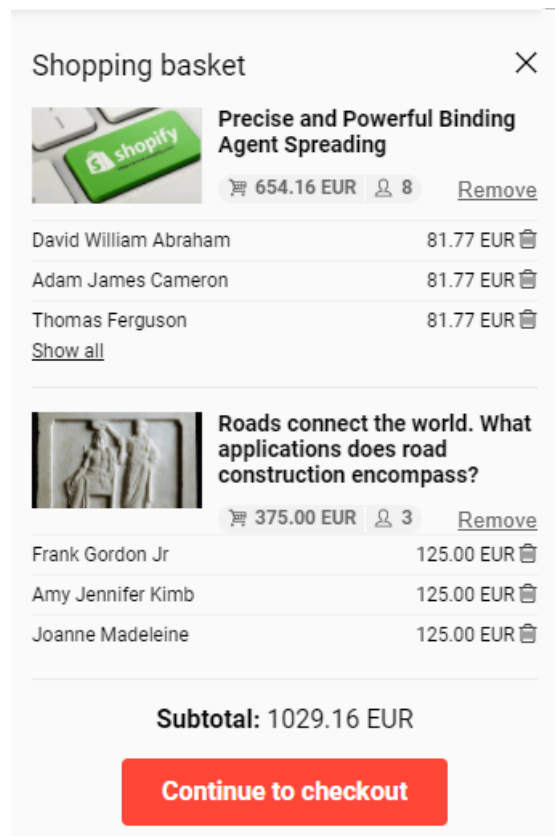 Shopping basket
shopify
Precise and Powerful Binding
Agent Spreading
654.16 EUR 8 Remove
David William Abraham 81.77 EUR
Adam James Cameron 81.77 EUR
Thomas Ferguson 81.77 EUR
Show all
Roads connect the world. What
applications does road
construction encompass?
375.00 EUR 3 Remove
Frank Gordon Jr 125.00 EUR
Amy Jennifer Kimb 125.00 EUR
Joanne Madeleine 125.00 EUR
Subtotal: 1029.16 EUR
Continue to checkout